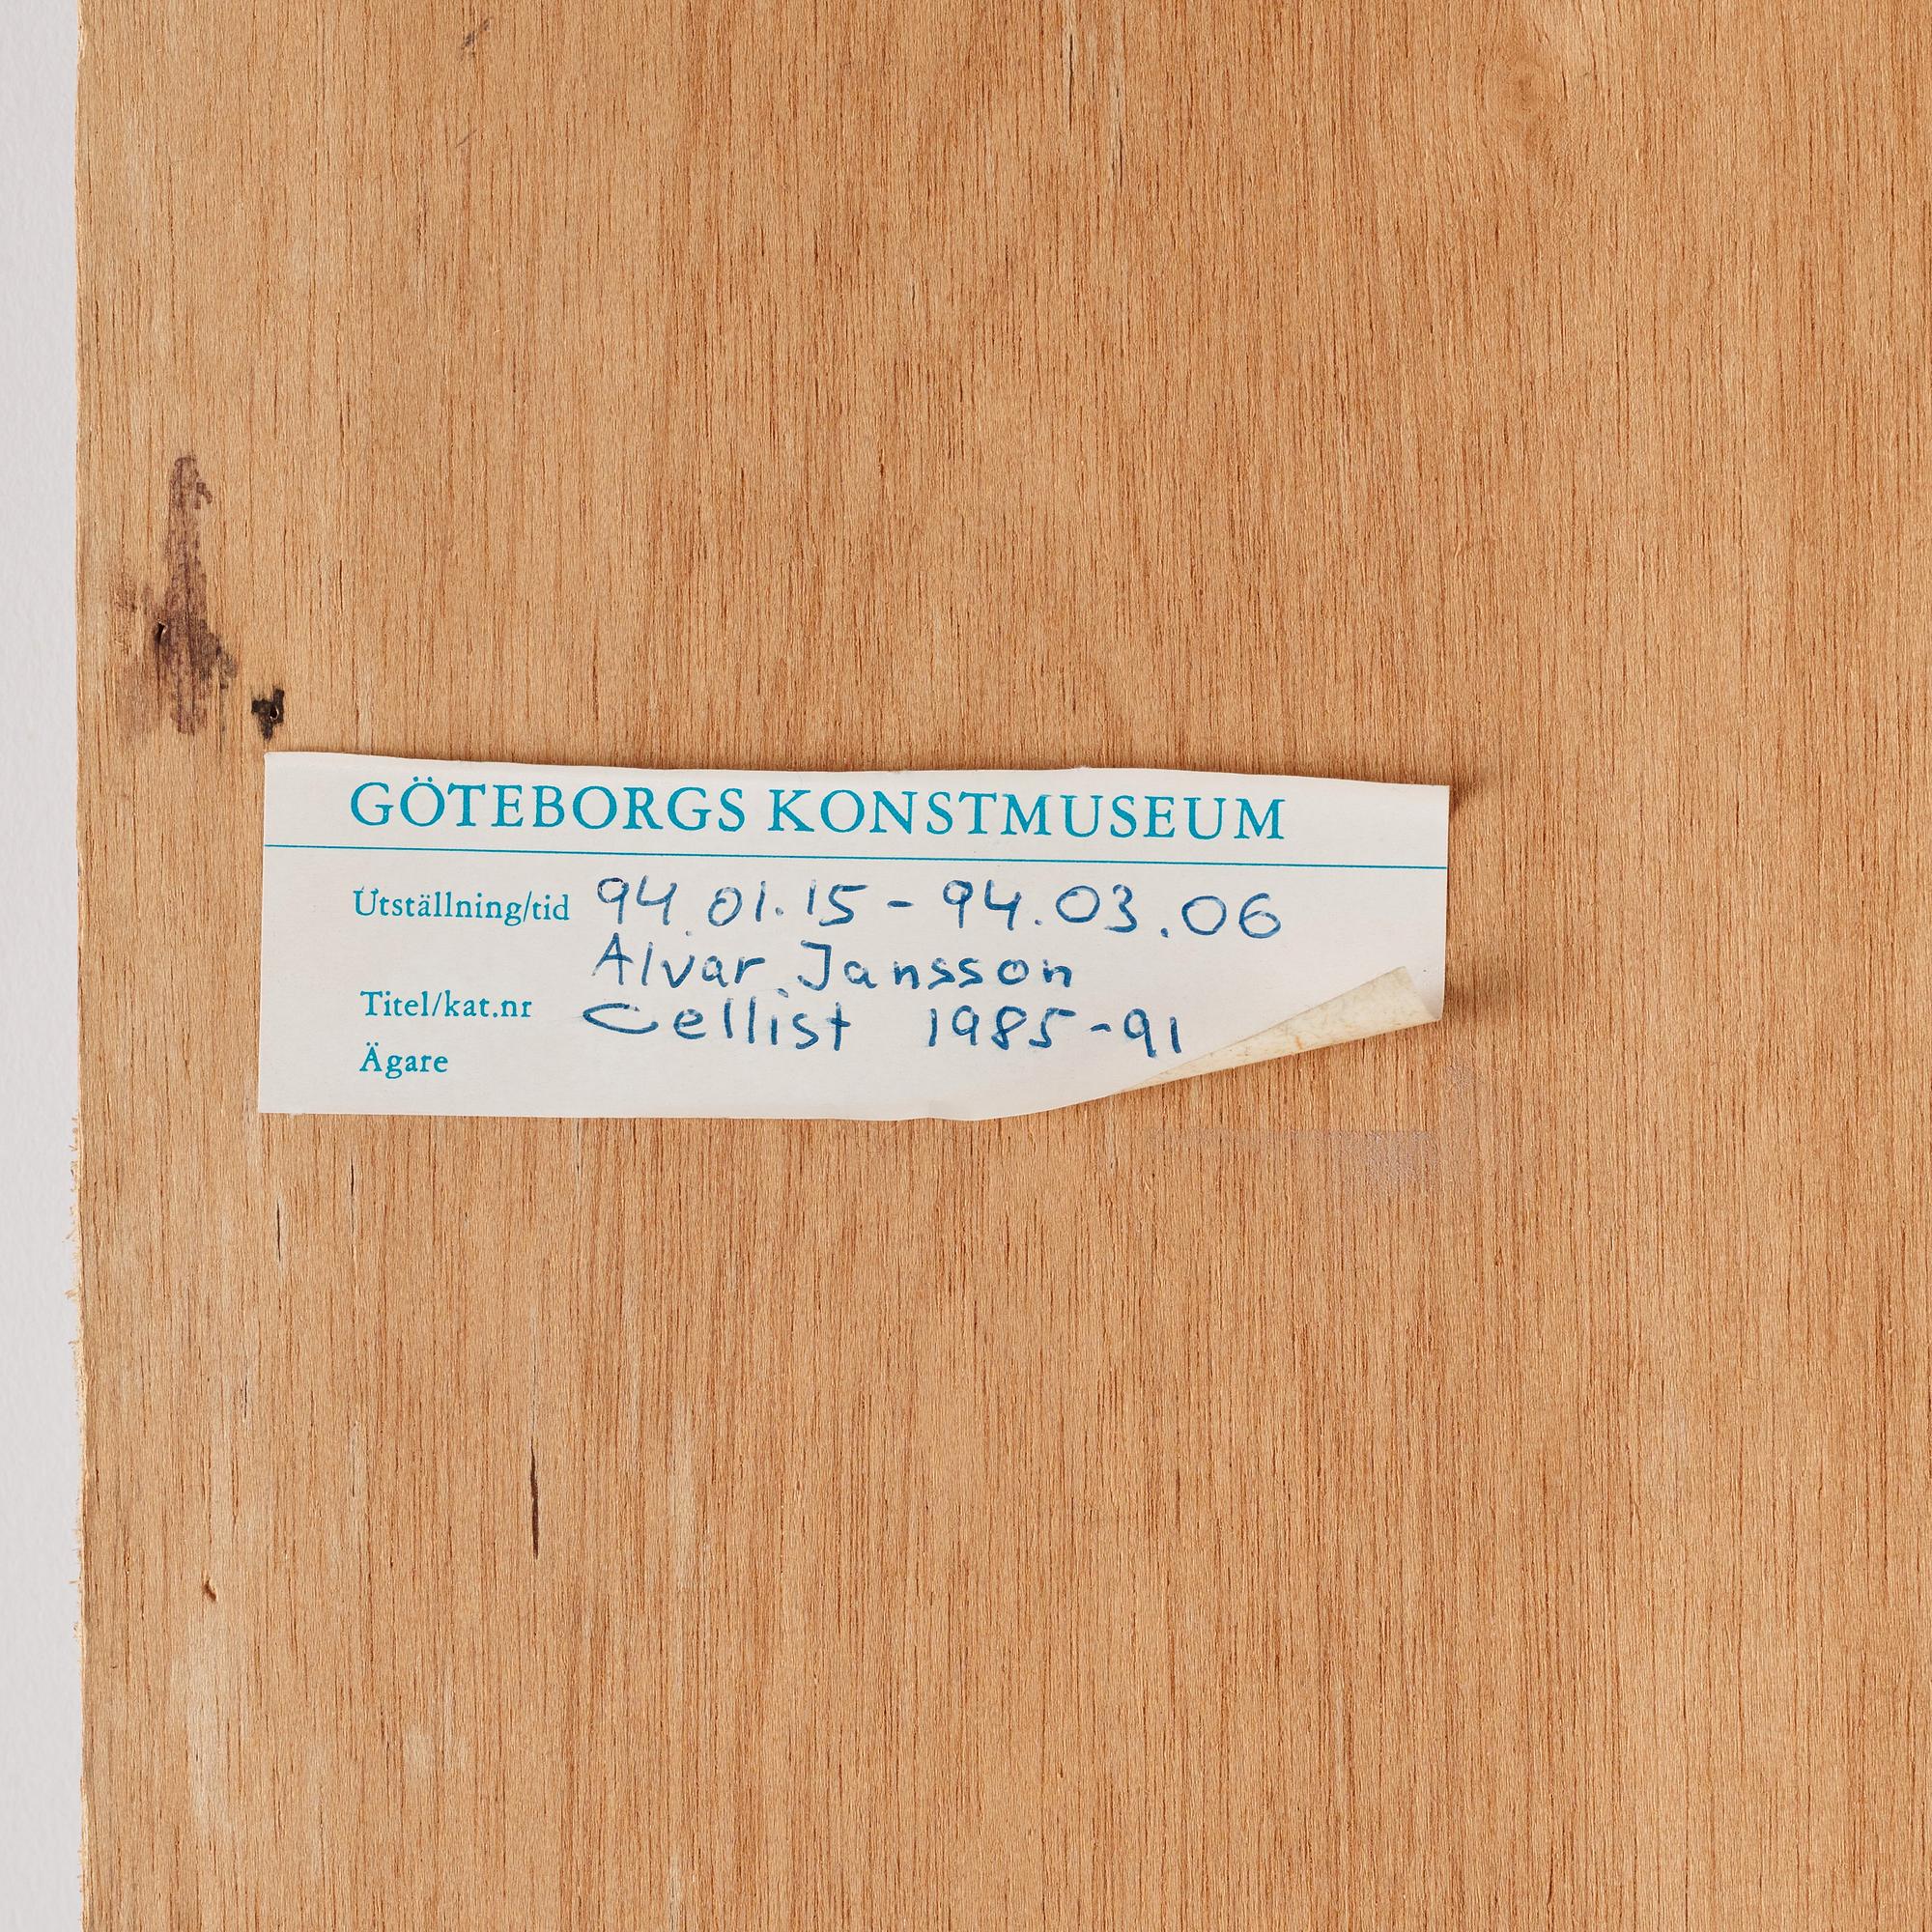 GÖTEBORGS KONSTMUSEUM
Utställning/tid 94.01.15 - 94.03.06
Alvar Jansson
Titel/kat.nr Cellist 1985-91
Ägare